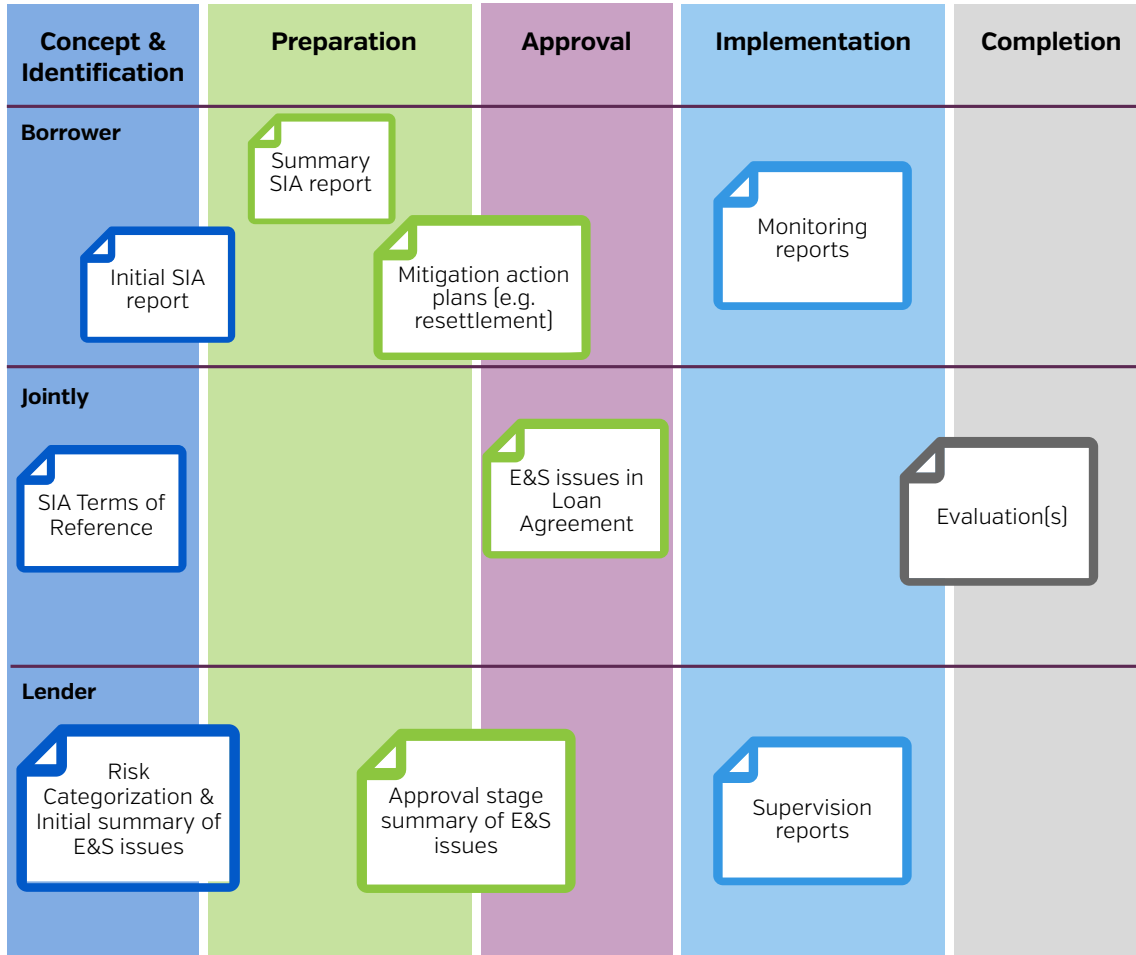 Concept &
Identification
Preparation
Approval
Implementation
Completion
Borrower
Summary
SIA report
Initial SIA
report
Mitigation action
plans (e.g.
resettlement)
Monitoring
reports
Jointly
SIA Terms of
Reference
E&S issues in
Loan
Agreement
Evaluation(s)
Lender
Risk
Categorization &
Initial summary of
E&S issues
Approval stage
summary of E&S
issues
Supervision
reports